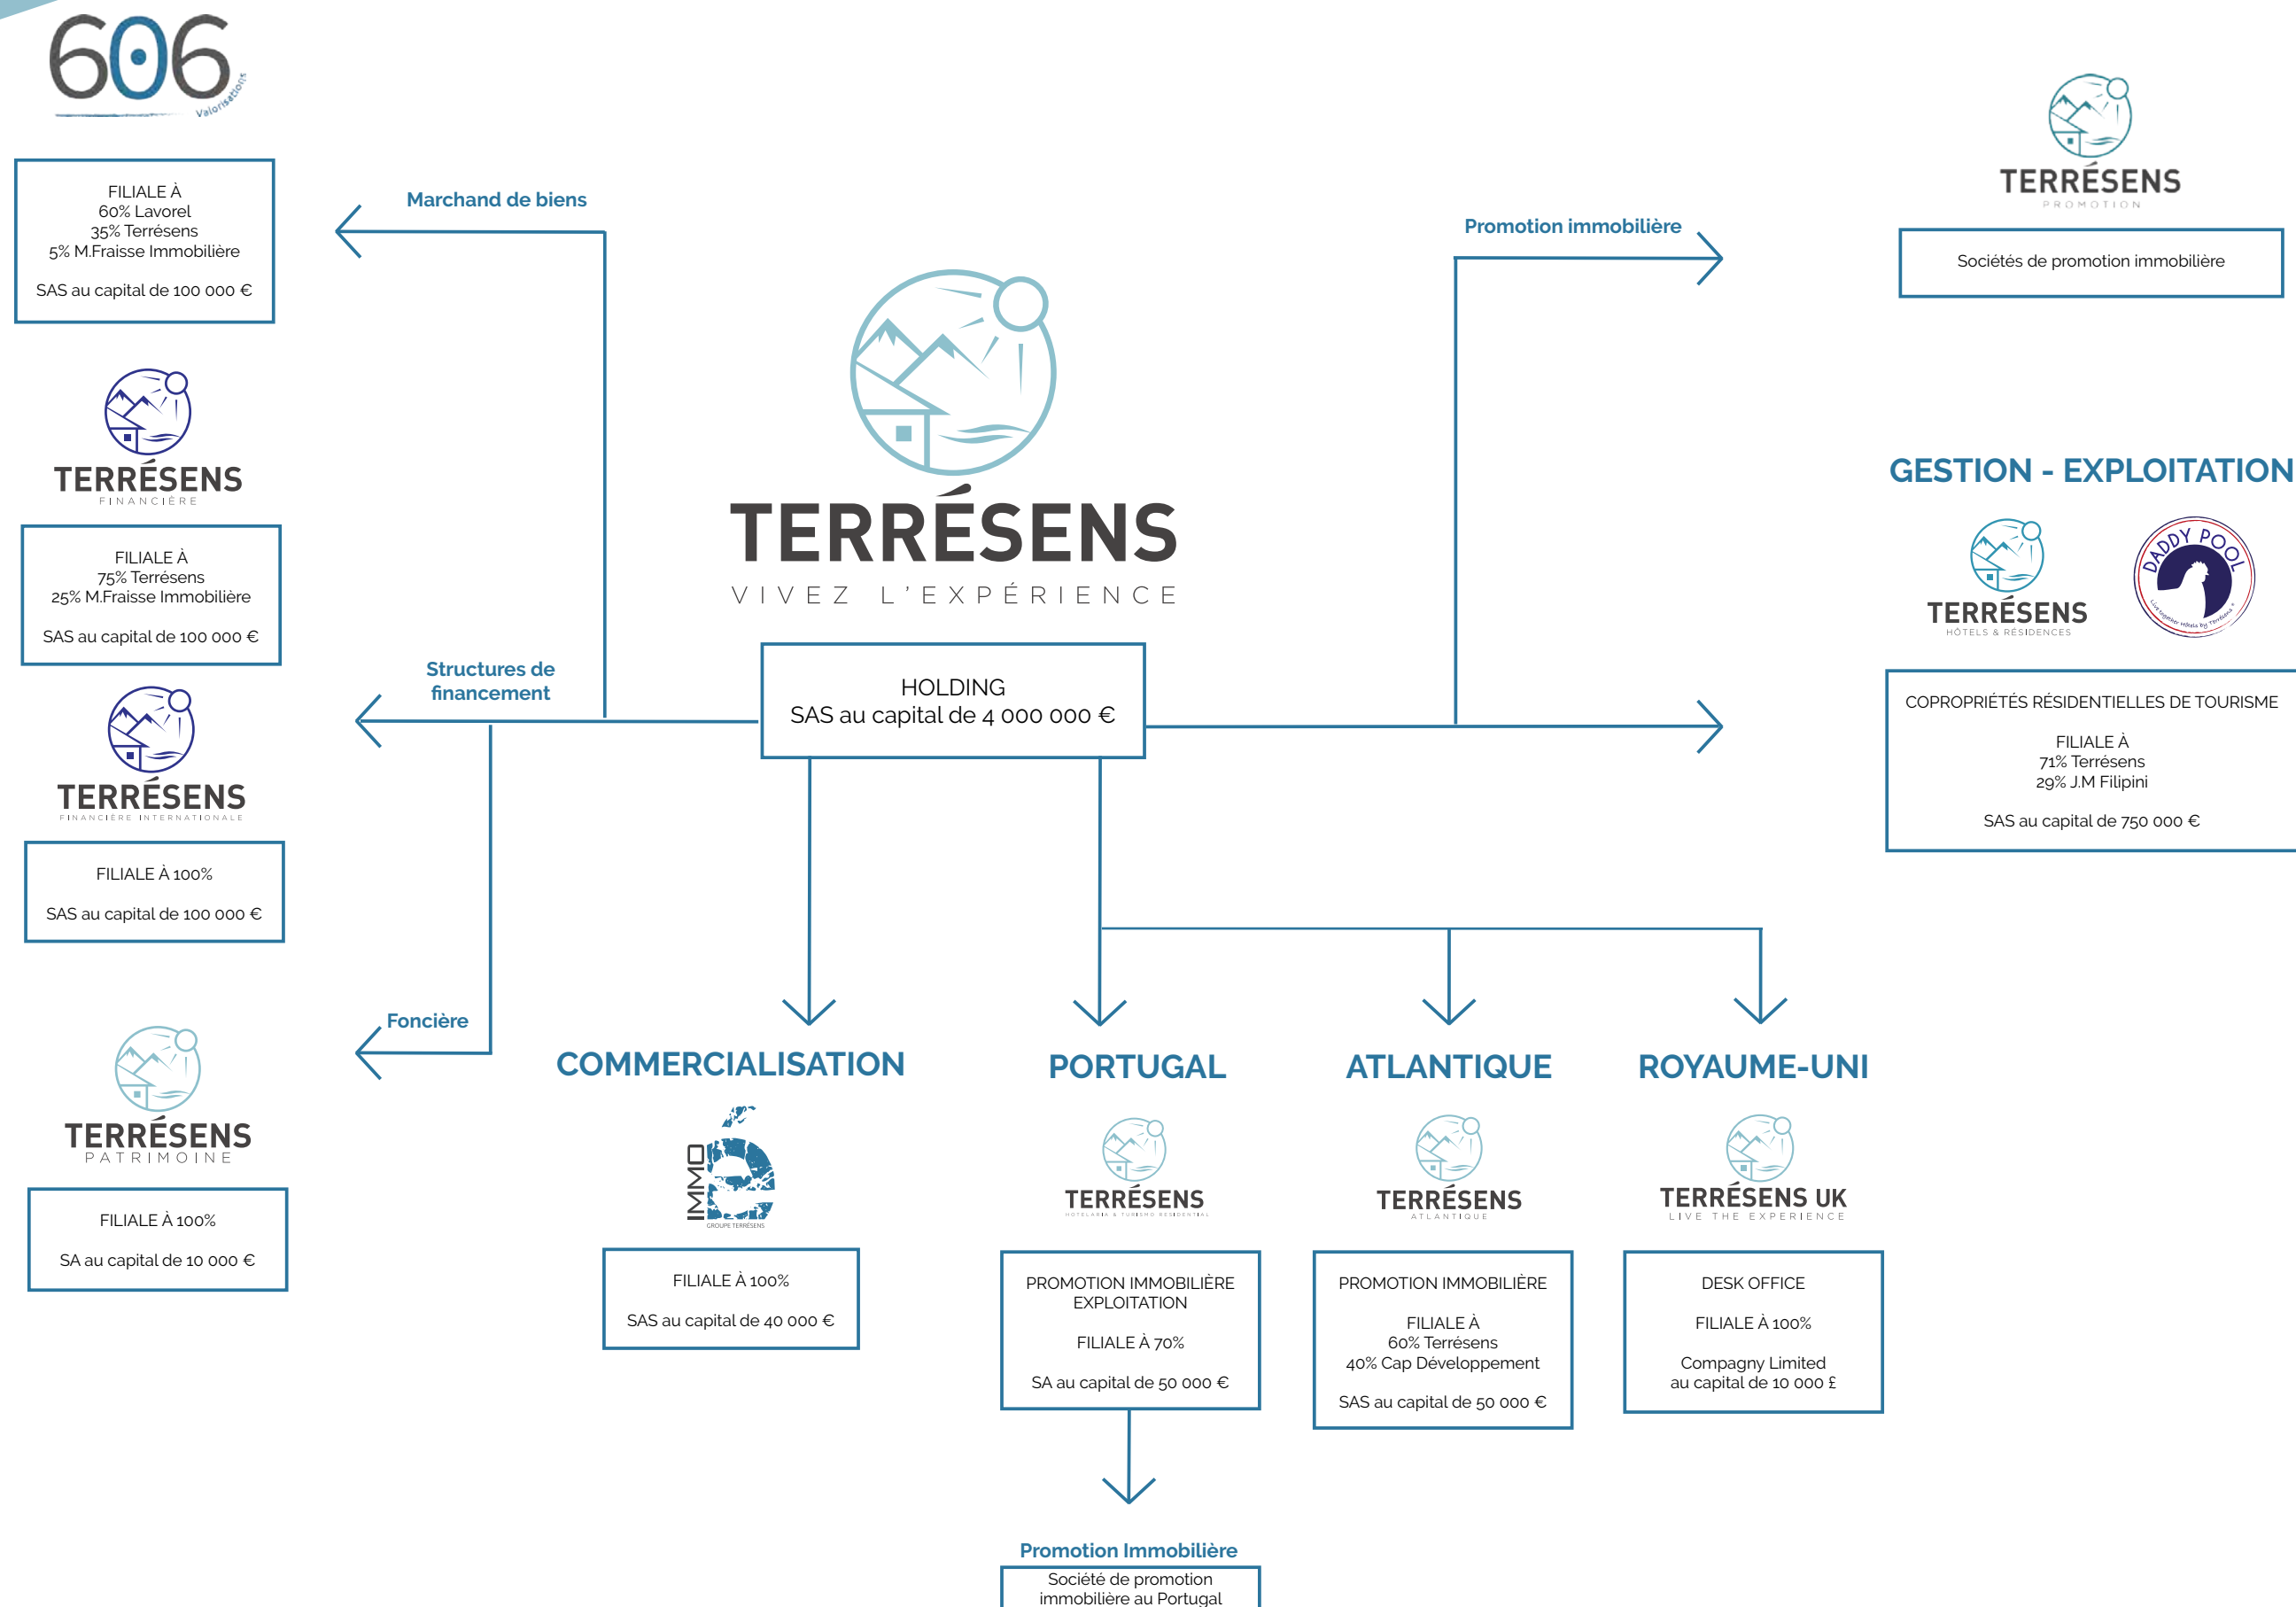 606
Valorisations
FILIALE À
60% Lavorel
35% Terrésens
5% M.Fraisse Immobilière
SAS au capital de 100 000 €
Marchand de biens
TERRÉSENS
FINANCIÈRE
FILIALE À
75% Terrésens
25% M.Fraisse Immobilière
SAS au capital de 100 000 €
Structures de
financement
TERRÉSENS
FINANCIÈRE INTERNATIONALE
FILIALE À 100%
SAS au capital de 100 000 €
Foncière
TERRÉSENS
PATRIMOINE
FILIALE À 100%
SA au capital de 10 000 €
TERRÉSENS
VIVEZ L'EXPÉRIENCE
HOLDING
SAS au capital de 4 000 000 €
Promotion immobilière
TERRÉSENS
PROMOTION
Sociétés de promotion immobilière
GESTION - EXPLOITATION
TERRÉSENS
HÔTELS & RÉSIDENCES
DADDY POOL
Live together Hotels by Terrésens
COPROPRIÉTÉS RÉSIDENTIELLES DE TOURISME
FILIALE À
71% Terrésens
29% J.M Filipini
SAS au capital de 750 000 €
COMMERCIALISATION
IMMO
é
GROUPE TERRÉSENS
FILIALE À 100%
SAS au capital de 40 000 €
PORTUGAL
TERRÉSENS
HOTELARIA & TURISMO RESIDENTIAL
PROMOTION IMMOBILIÈRE
EXPLOITATION
FILIALE À 70%
SA au capital de 50 000 €
Promotion Immobilière
Société de promotion
immobilière au Portugal
ATLANTIQUE
TERRÉSENS
ATLANTIQUE
PROMOTION IMMOBILIÈRE
FILIALE À
60% Terrésens
40% Cap Développement
SAS au capital de 50 000 €
ROYAUME-UNI
TERRÉSENS UK
LIVE THE EXPERIENCE
DESK OFFICE
FILIALE À 100%
Compagny Limited
au capital de 10 000 £